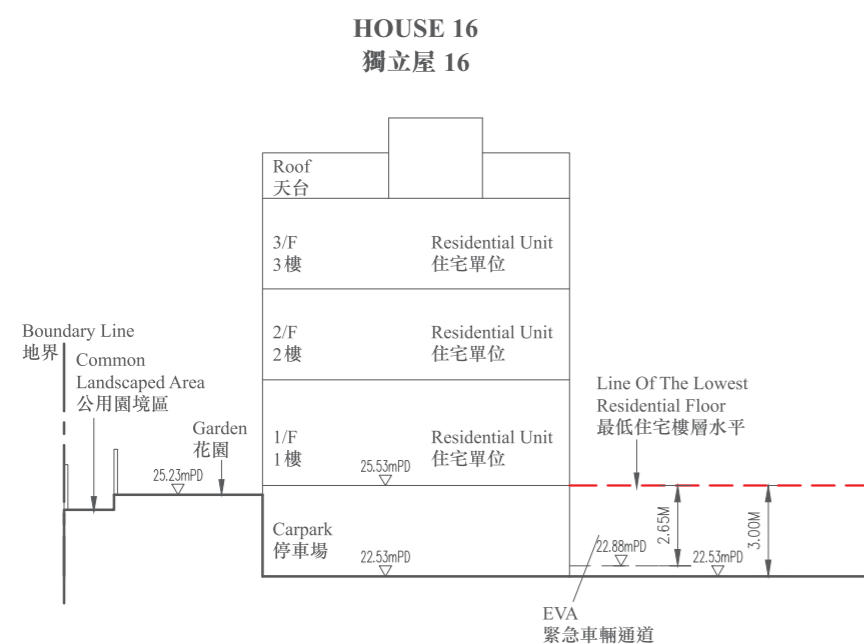 HOUSE 16
獨立屋 16
Roof
天台
3/F
3樓
Residential Unit
住宅單位
2/F
2樓
Residential Unit
住宅單位
Boundary Line
地界
Common
Landscaped Area
公用園境區
Garden
花園
25.23mPD
1/F
1樓
Residential Unit
住宅單位
25.53mPD
Line Of The Lowest
Residential Floor
最低住宅樓層水平
Carpark
停車場
22.53mPD
22.88mPD
2.65M
22.53mPD
3.00M
EVA
緊急車輛通道